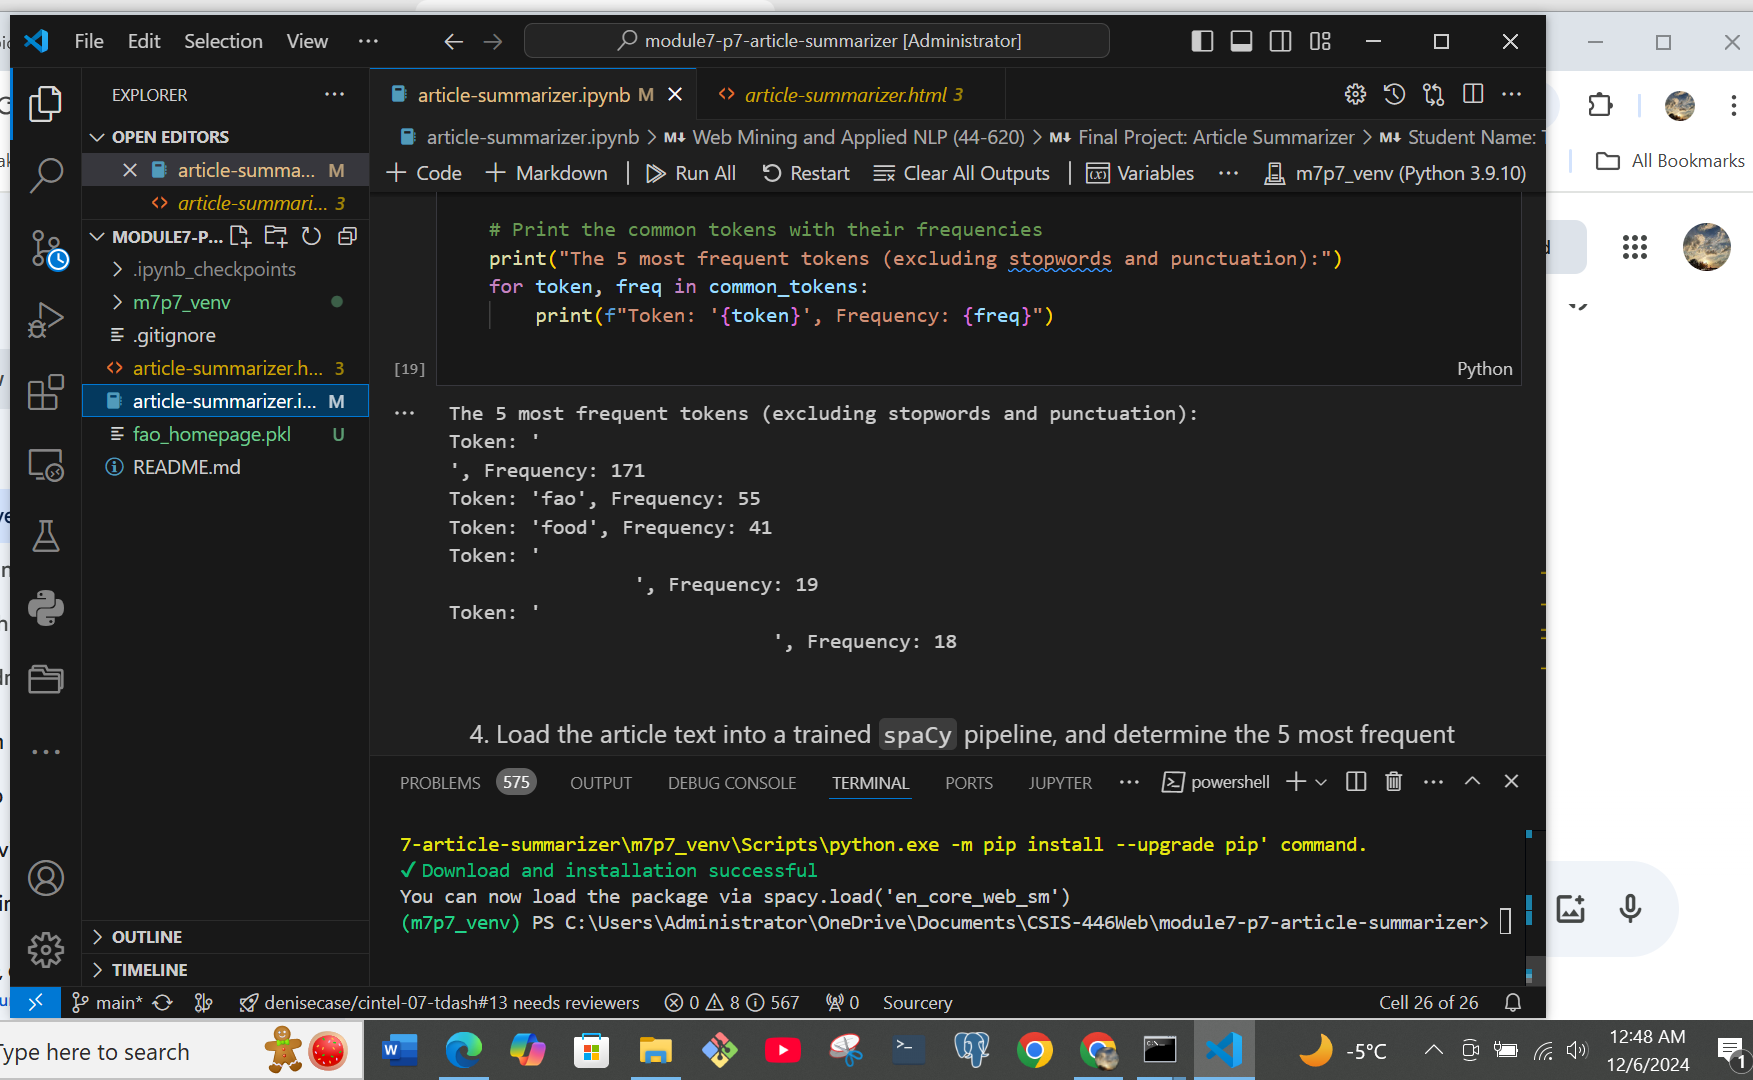 File Edit Selection View ···
module7-p7-article-summarizer [Administrator]
EXPLORER ···
OPEN EDITORS
article-summa... M
article-summari... 3
MODULE7-P...
.ipynb_checkpoints
m7p7_venv
.gitignore
article-summarizer.h... 3
article-summarizer.i... M
fao_homepage.pkl U
README.md
OUTLINE
TIMELINE
article-summarizer.ipynb M
article-summarizer.html 3
article-summarizer.ipynb > Web Mining and Applied NLP (44-620) > Final Project: Article Summarizer > Student Name:
+ Code + Markdown Run All Restart Clear All Outputs Variables ··· m7p7_venv (Python 3.9.10)
# Print the common tokens with their frequencies
print("The 5 most frequent tokens (excluding stopwords and punctuation):")
for token, freq in common_tokens:
print(f"Token: '{token}', Frequency: {freq}")
[19]
Python
The 5 most frequent tokens (excluding stopwords and punctuation):
Token: '
', Frequency: 171
Token: 'fao', Frequency: 55
Token: 'food', Frequency: 41
Token: '
', Frequency: 19
Token: '
', Frequency: 18
4. Load the article text into a trained spaCy pipeline, and determine the 5 most frequent
PROBLEMS 575 OUTPUT DEBUG CONSOLE TERMINAL PORTS JUPYTER ··· powershell
7-article-summarizer\m7p7_venv\Scripts\python.exe -m pip install --upgrade pip' command.
✓ Download and installation successful
You can now load the package via spacy.load('en_core_web_sm')
(m7p7_venv) PS C:\Users\Administrator\OneDrive\Documents\CSIS-446Web\module7-p7-article-summarizer>
main* denisecase/cintel-07-tdash#13 needs reviewers 0 8 567 0 Sourcery Cell 26 of 26
All Bookmarks
Type here to search
-5°C
12:48 AM
12/6/2024
1